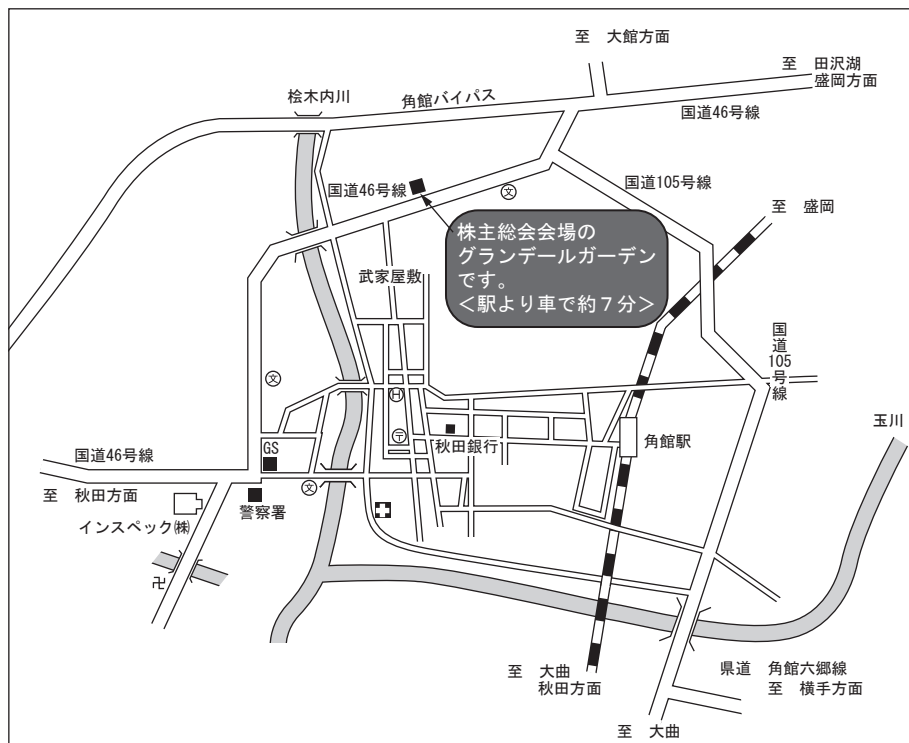 至　大館方面
至　田沢湖
盛岡方面
桧木内川
角館バイパス
国道46号線
国道46号線
文
国道105号線
至　盛岡
株主総会会場の
グランデールガーデン
です。
＜駅より車で約７分＞
武家屋敷
国道105号線
文
H
〒
秋田銀行
角館駅
玉川
国道46号線
GS
至　秋田方面
文
警察署
インスペック㈱
卍
至　大曲
秋田方面
県道　角館六郷線
至　横手方面
至　大曲